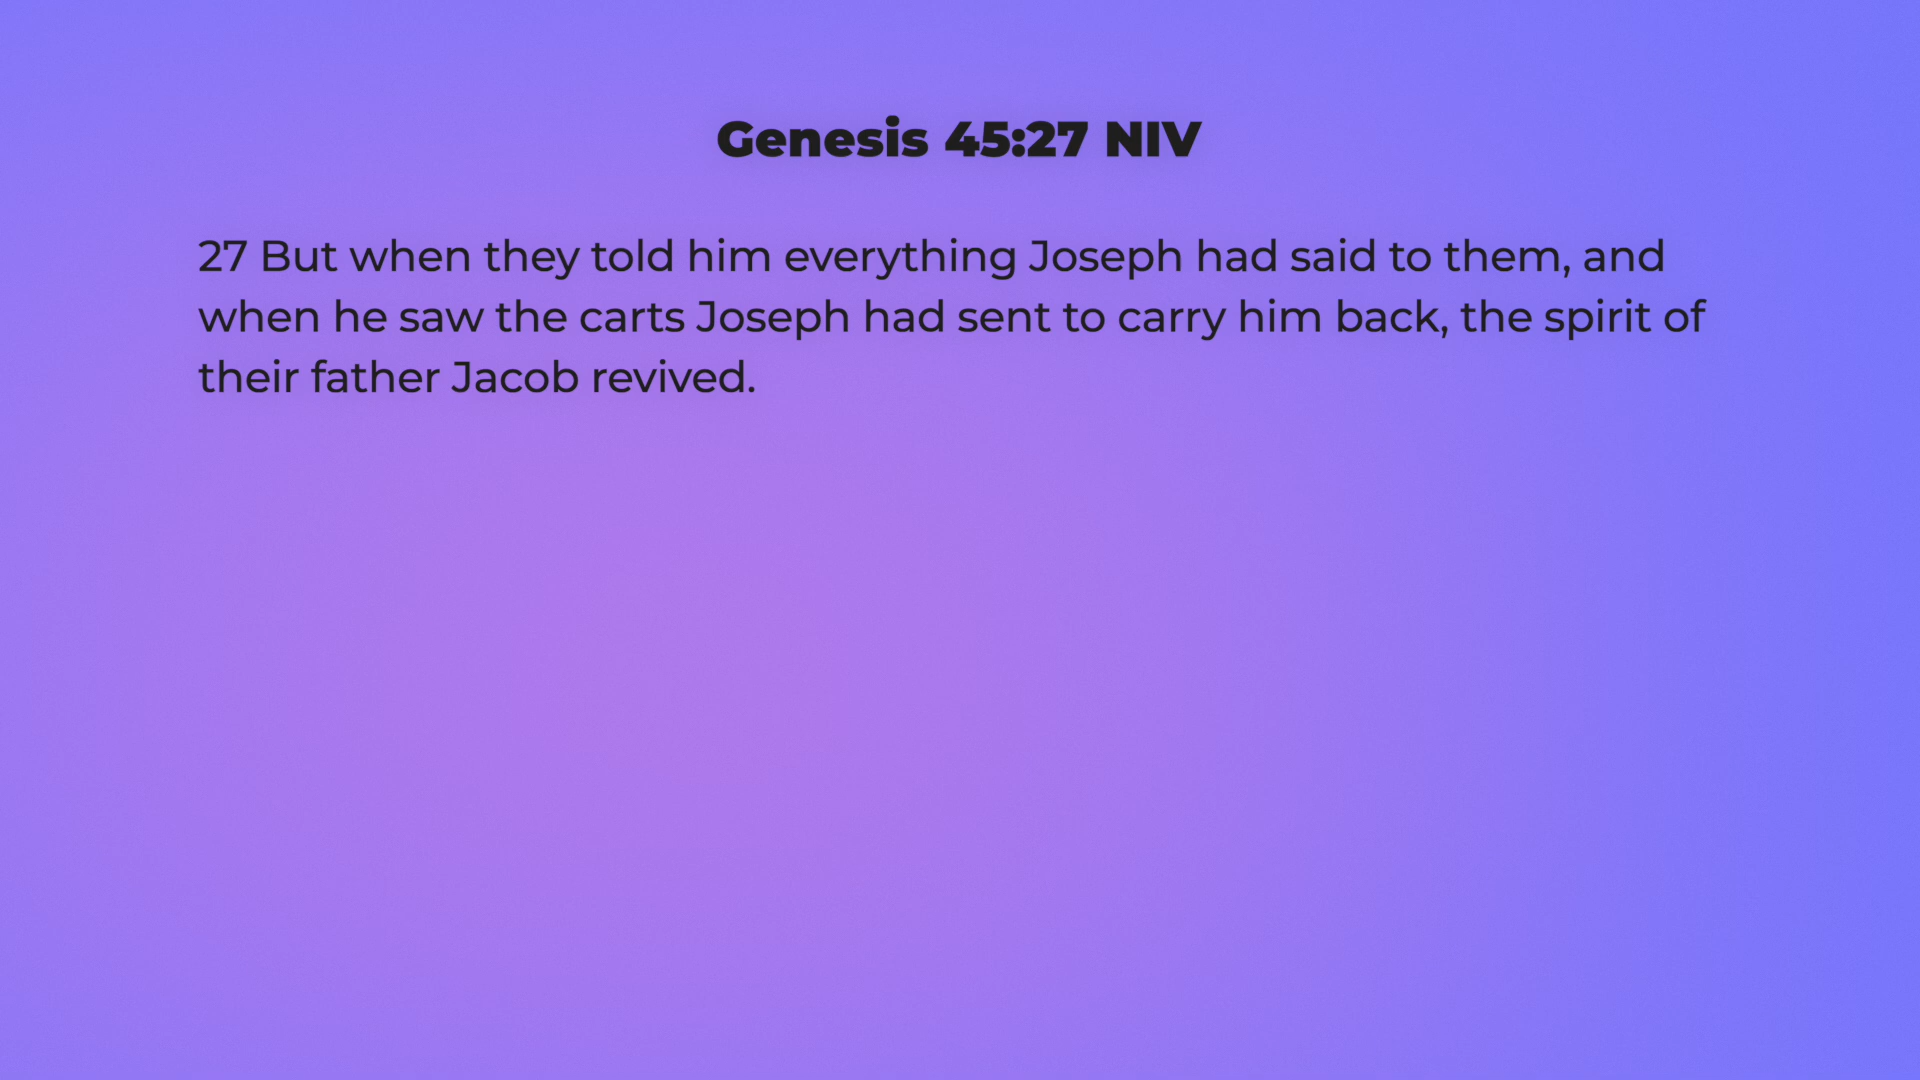 Genesis 45:27 NIV
27 But when they told him everything Joseph had said to them, and
when he saw the carts Joseph had sent to carry him back, the spirit of
their father Jacob revived.